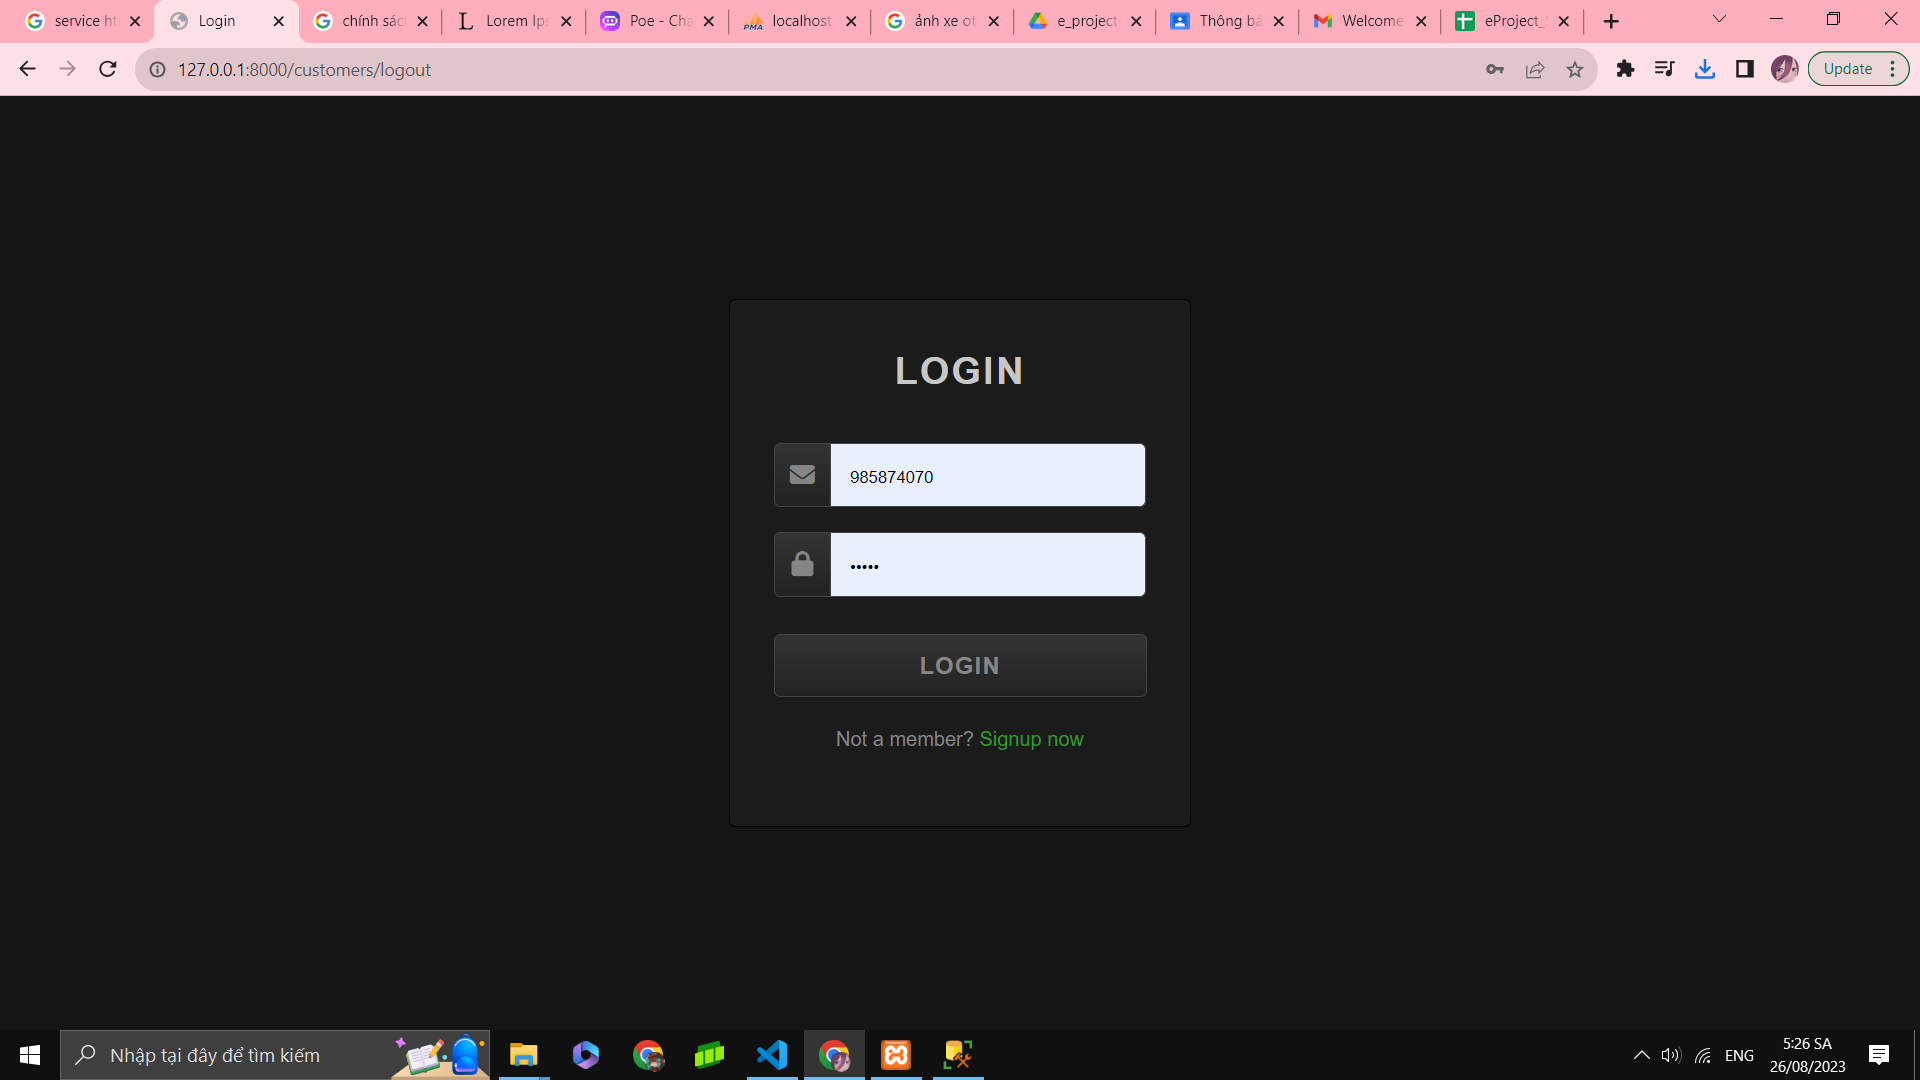 service ht
Login
chính sác
Lorem Ips
Poe - Cha
localhost
ảnh xe ot
e_project
Thông bá
Welcome
eProject_
127.0.0.1:8000/customers/logout
Update
LOGIN
985874070
•••••
LOGIN
Not a member? Signup now
Nhập tại đây để tìm kiếm
ENG
5:26 SA
26/08/2023